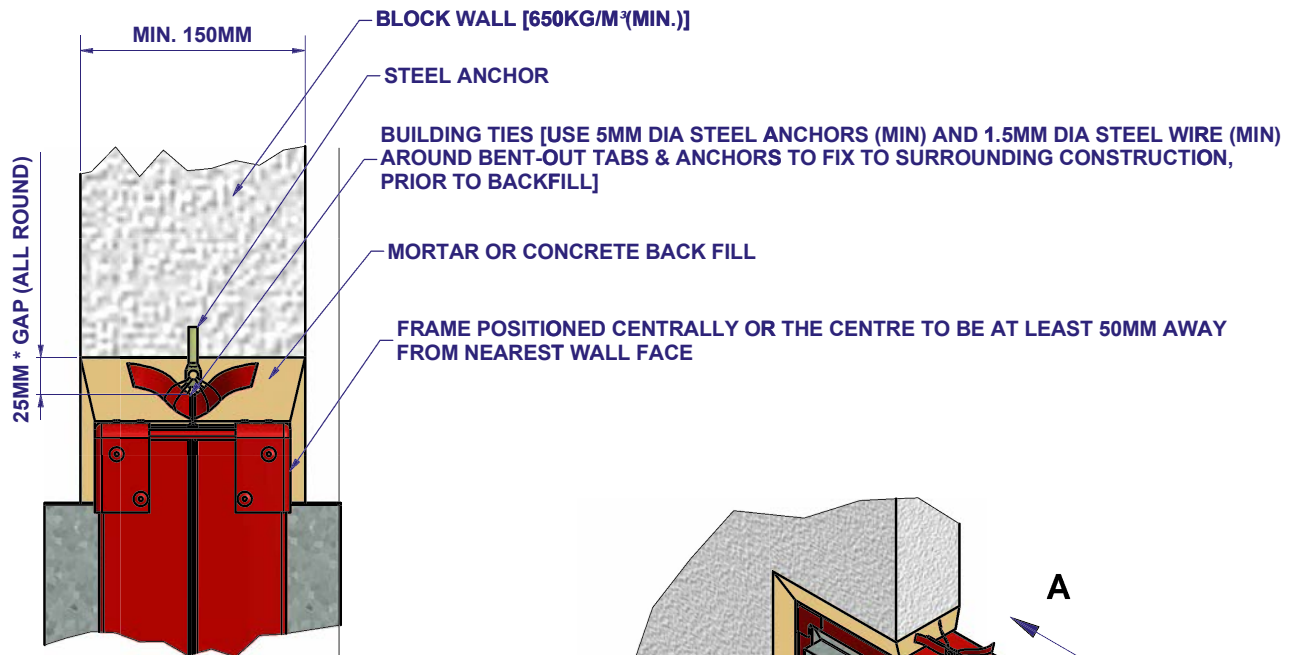 MIN. 150MM
BLOCK WALL [650KG/M³(MIN.)]
STEEL ANCHOR
BUILDING TIES [USE 5MM DIA STEEL ANCHORS (MIN) AND 1.5MM DIA STEEL WIRE (MIN)
AROUND BENT-OUT TABS & ANCHORS TO FIX TO SURROUNDING CONSTRUCTION,
PRIOR TO BACKFILL]
MORTAR OR CONCRETE BACK FILL
FRAME POSITIONED CENTRALLY OR THE CENTRE TO BE AT LEAST 50MM AWAY
FROM NEAREST WALL FACE
25MM * GAP (ALL ROUND)
A